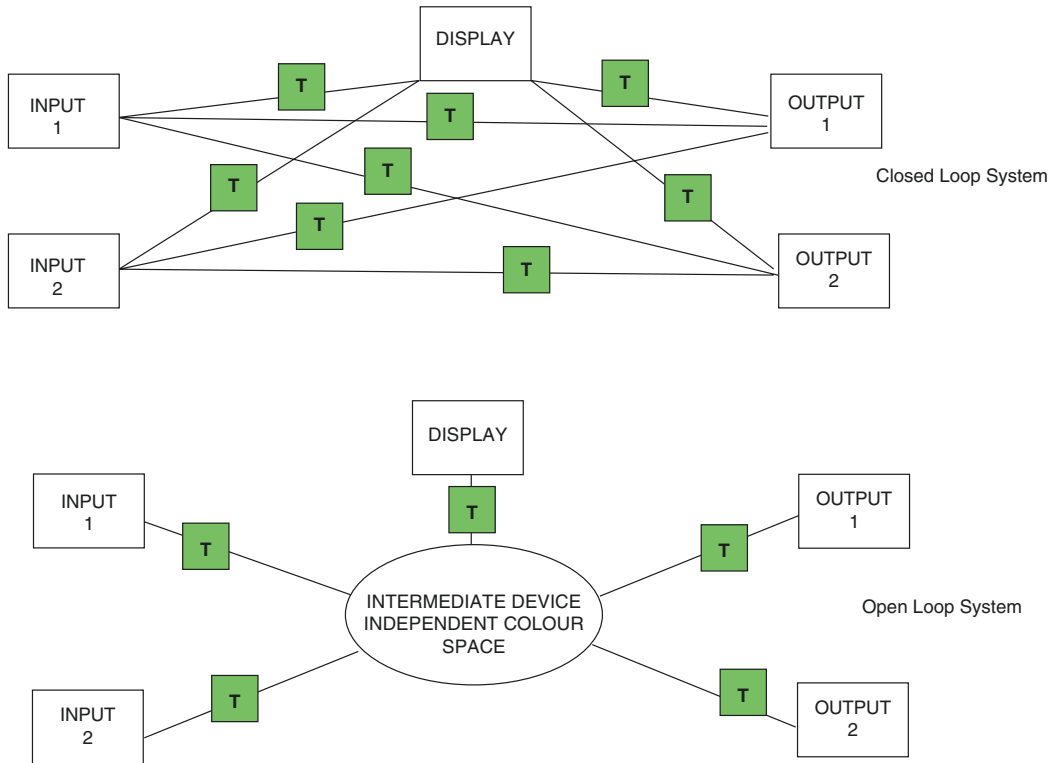 DISPLAY
INPUT
1
T
T
T
OUTPUT
1
T
T
T
Closed Loop System
T
INPUT
2
T
OUTPUT
2
DISPLAY
INPUT
1
T
OUTPUT
1
T
T
INTERMEDIATE DEVICE
INDEPENDENT COLOUR
SPACE
Open Loop System
INPUT
2
T
T
OUTPUT
2